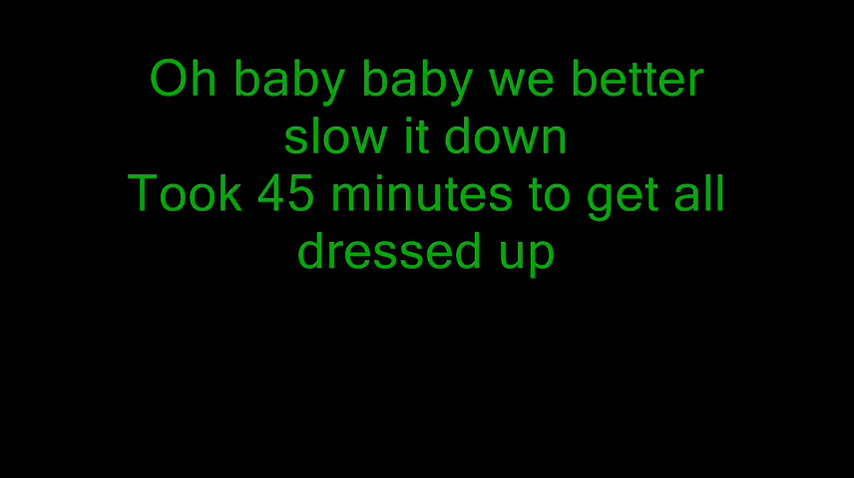 Oh baby baby we better
slow it down
Took 45 minutes to get all
dressed up